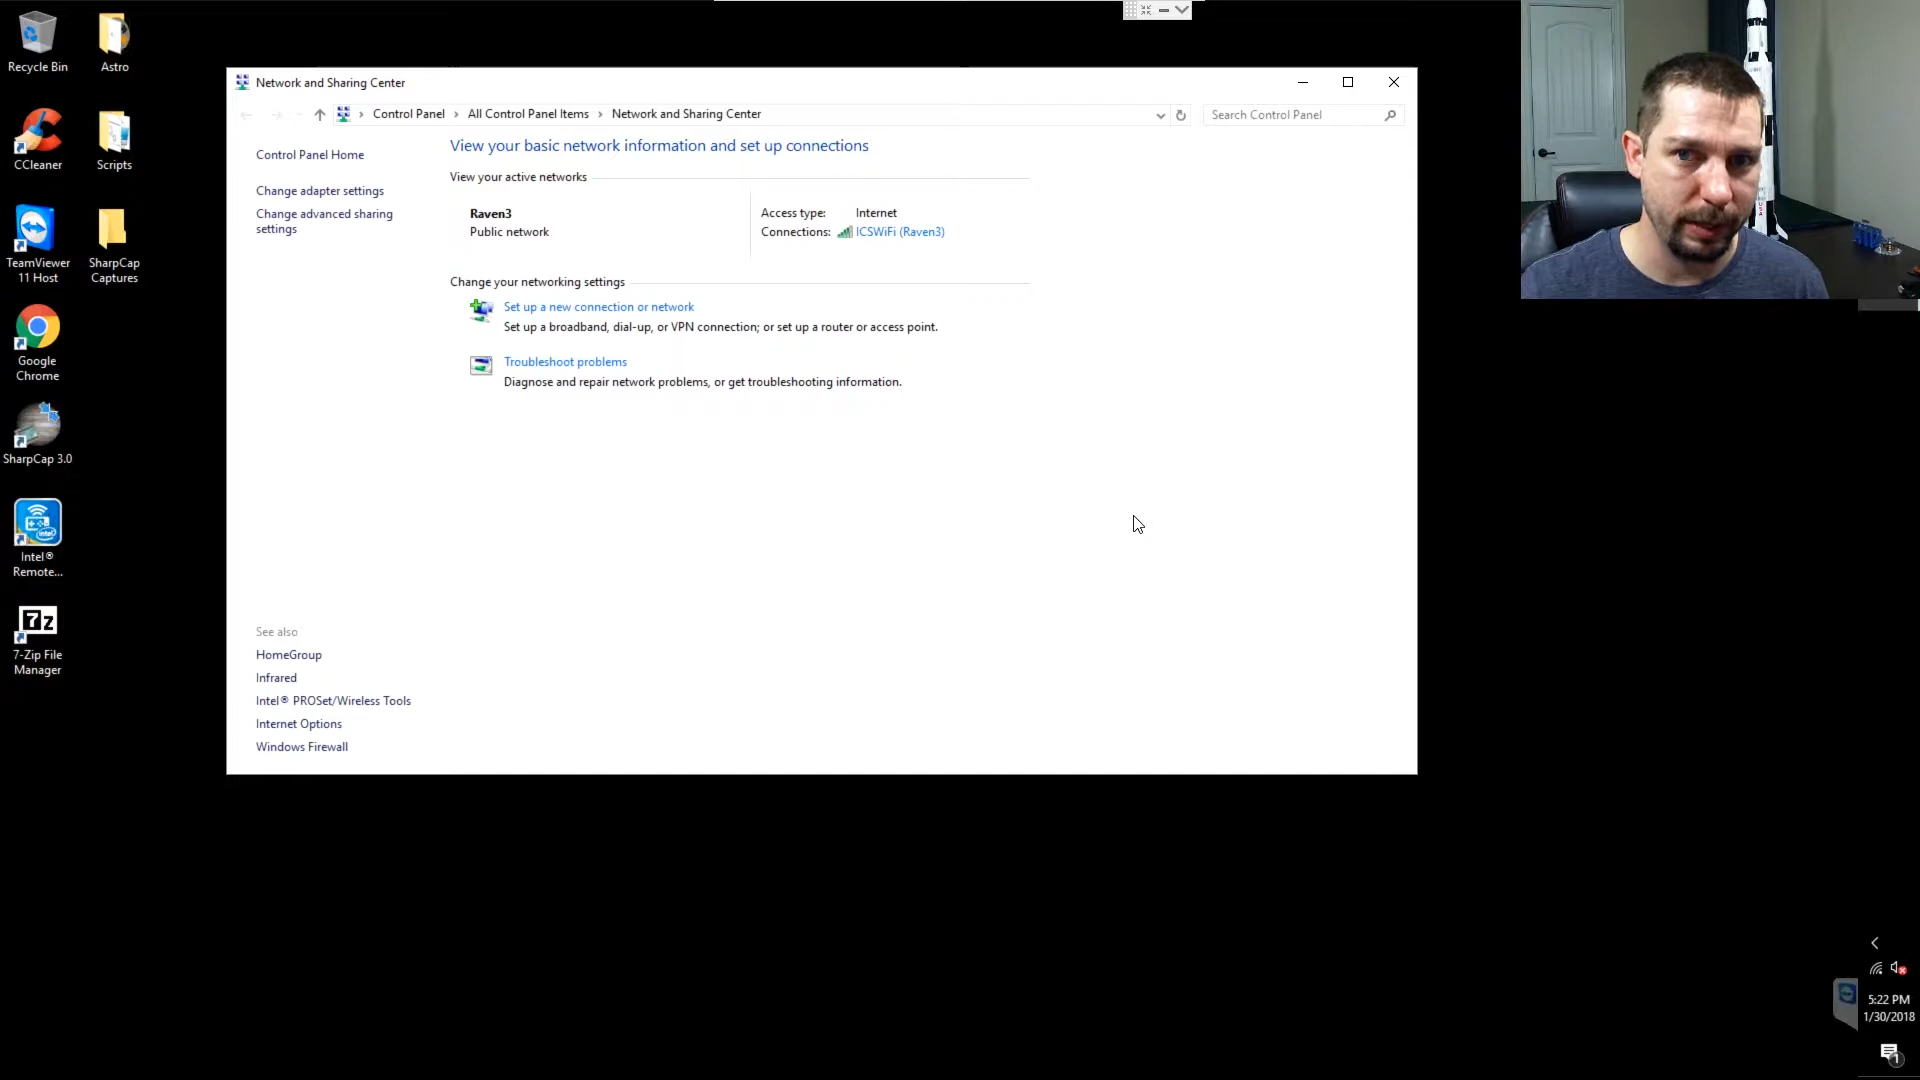 Recycle Bin
Astro
CCleaner
Scripts
TeamViewer
11 Host
SharpCap
Captures
Google
Chrome
SharpCap 3.0
Intel®
Remote...
7-Zip File
Manager
Network and Sharing Center
Control Panel > All Control Panel Items > Network and Sharing Center
Search Control Panel
Control Panel Home
Change adapter settings
Change advanced sharing
settings
View your basic network information and set up connections
View your active networks
Raven3
Public network
Access type: Internet
Connections: ICSWiFi (Raven3)
Change your networking settings
Set up a new connection or network
Set up a broadband, dial-up, or VPN connection; or set up a router or access point.
Troubleshoot problems
Diagnose and repair network problems, or get troubleshooting information.
See also
HomeGroup
Infrared
Intel® PROSet/Wireless Tools
Internet Options
Windows Firewall
USA
5:22 PM
1/30/2018
1